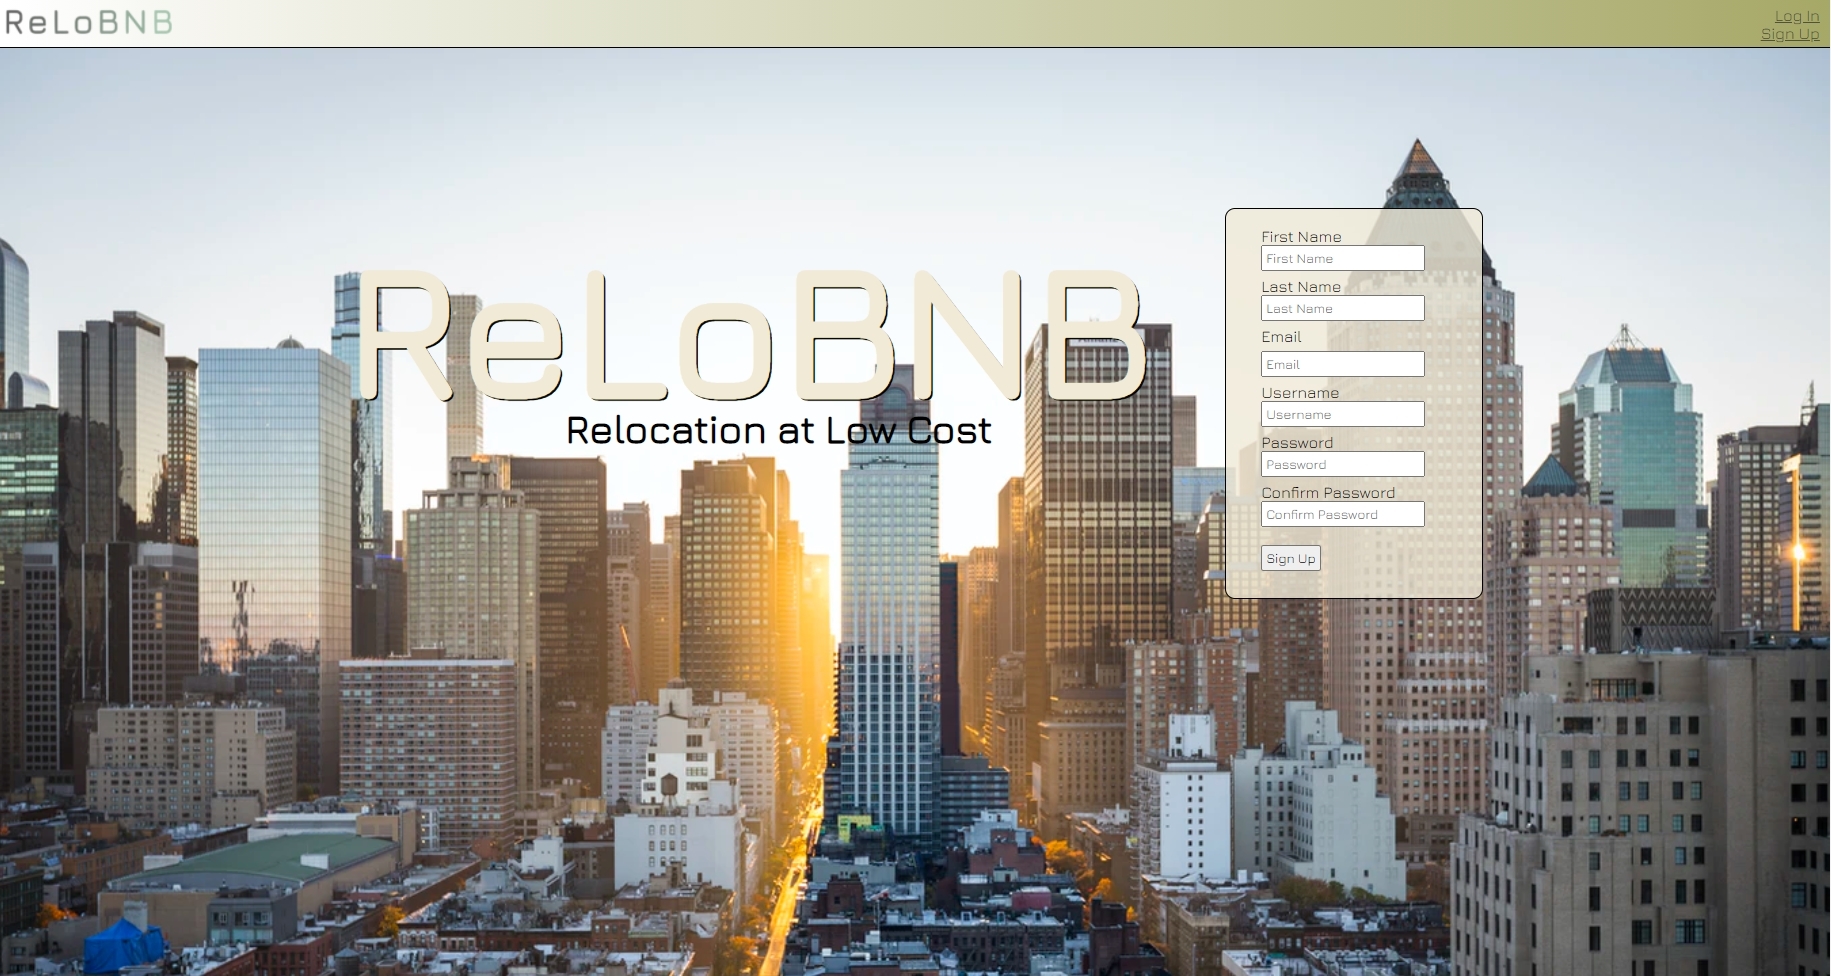 ReLoBNB
Log In
Sign Up
ReLoBNB
Relocation at Low Cost
First Name
First Name
Last Name
Last Name
Email
Email
Username
Username
Password
Password
Confirm Password
Confirm Password
Sign Up